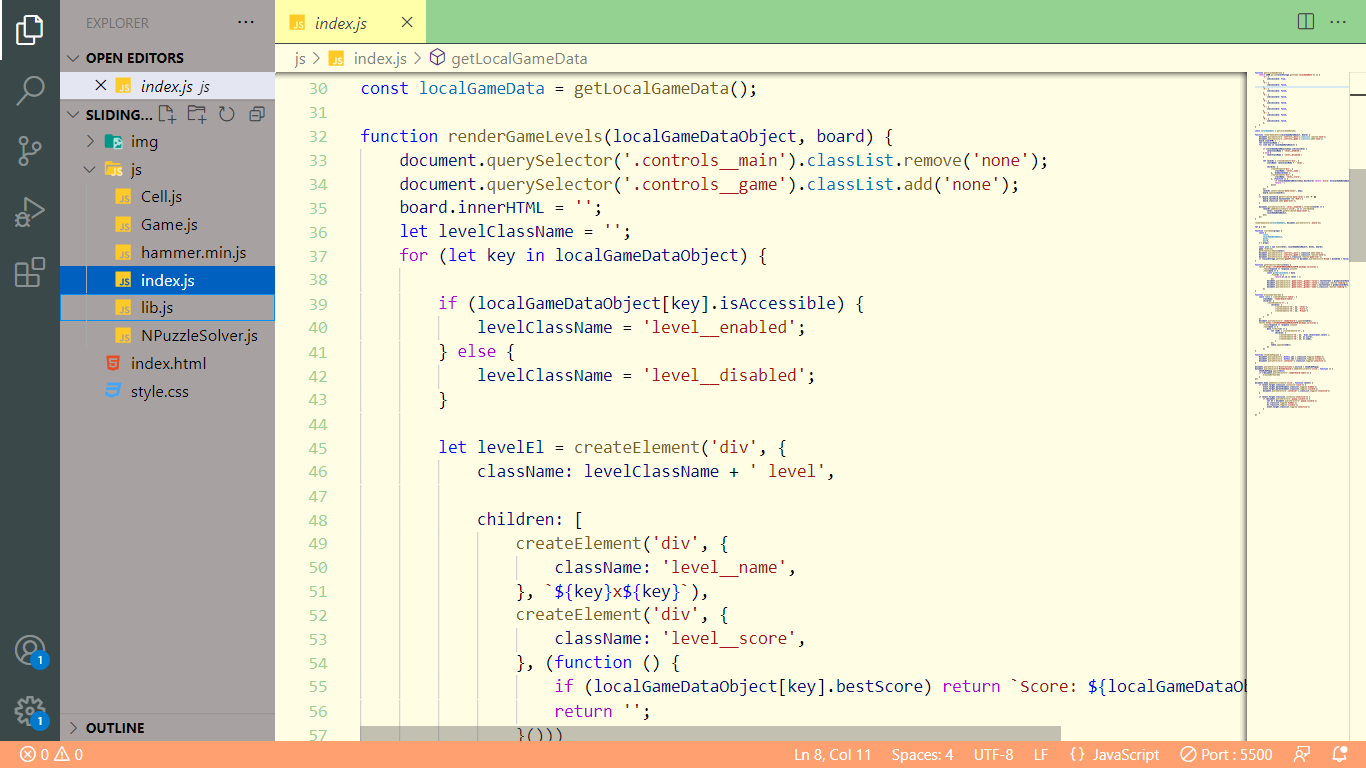 EXPLORER
OPEN EDITORS
index.js js
SLIDING...
img
js
Cell.js
Game.js
hammer.min.js
index.js
lib.js
NPuzzleSolver.js
index.html
style.css
OUTLINE
1
1
index.js
js > index.js > getLocalGameData
30 const localGameData = getLocalGameData();
31
32 function renderGameLevels(localGameDataObject, board) {
33 document.querySelector('.controls__main').classList.remove('none');
34 document.querySelector('.controls__game').classList.add('none');
35 board.innerHTML = '';
36 let levelClassName = '';
37 for (let key in localGameDataObject) {
38
39 if (localGameDataObject[key].isAccessible) {
40 levelClassName = 'level__enabled';
41 } else {
42 levelClassName = 'level__disabled';
43 }
44
45 let levelEl = createElement('div', {
46 className: levelClassName + ' level',
47
48 children: [
49 createElement('div', {
50 className: 'level__name',
51 }, `${key}x${key}`),
52 createElement('div', {
53 className: 'level__score',
54 }, (function () {
55 if (localGameDataObject[key].bestScore) return `Score: ${localGameDataOb
56 return '';
57 }()))
0 0
Ln 8, Col 11
Spaces: 4
UTF-8
LF
{} JavaScript
Port : 5500